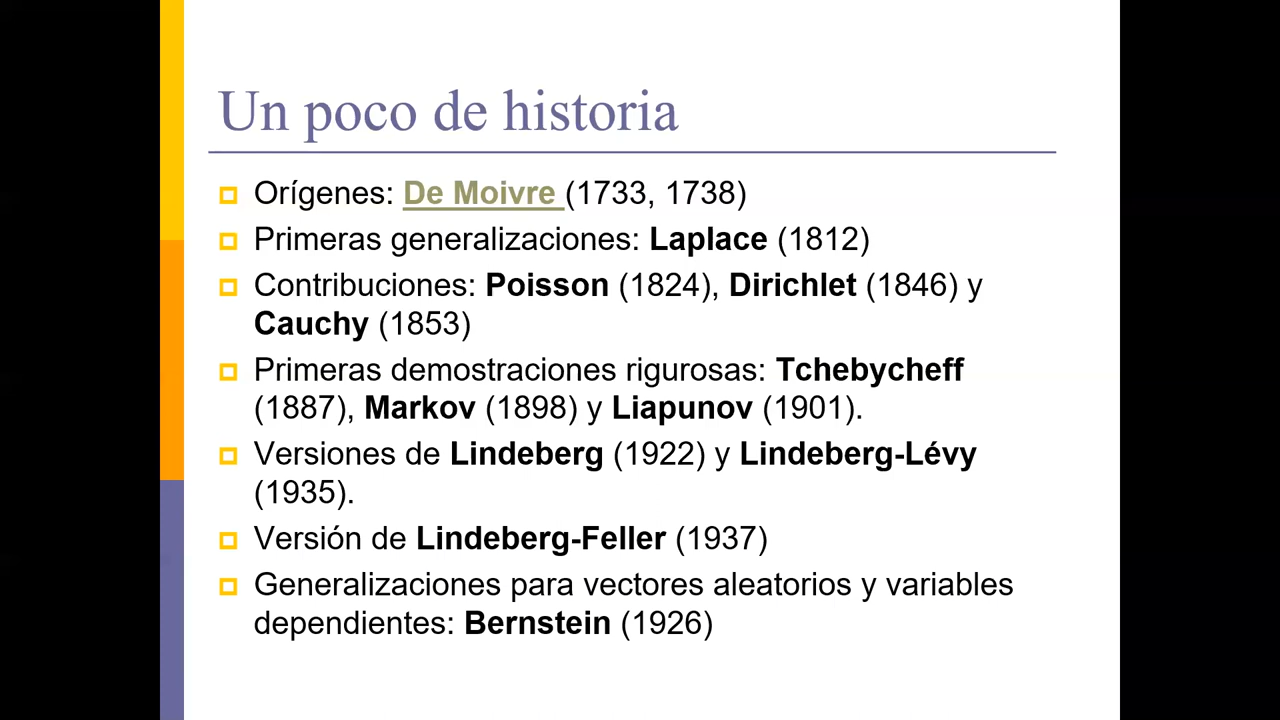 Un poco de historia
Orígenes: De Moivre (1733, 1738)
Primeras generalizaciones: Laplace (1812)
Contribuciones: Poisson (1824), Dirichlet (1846) y
Cauchy (1853)
Primeras demostraciones rigurosas: Tchebycheff
(1887), Markov (1898) y Liapunov (1901).
Versiones de Lindeberg (1922) y Lindeberg-Lévy
(1935).
Versión de Lindeberg-Feller (1937)
Generalizaciones para vectores aleatorios y variables
dependientes: Bernstein (1926)